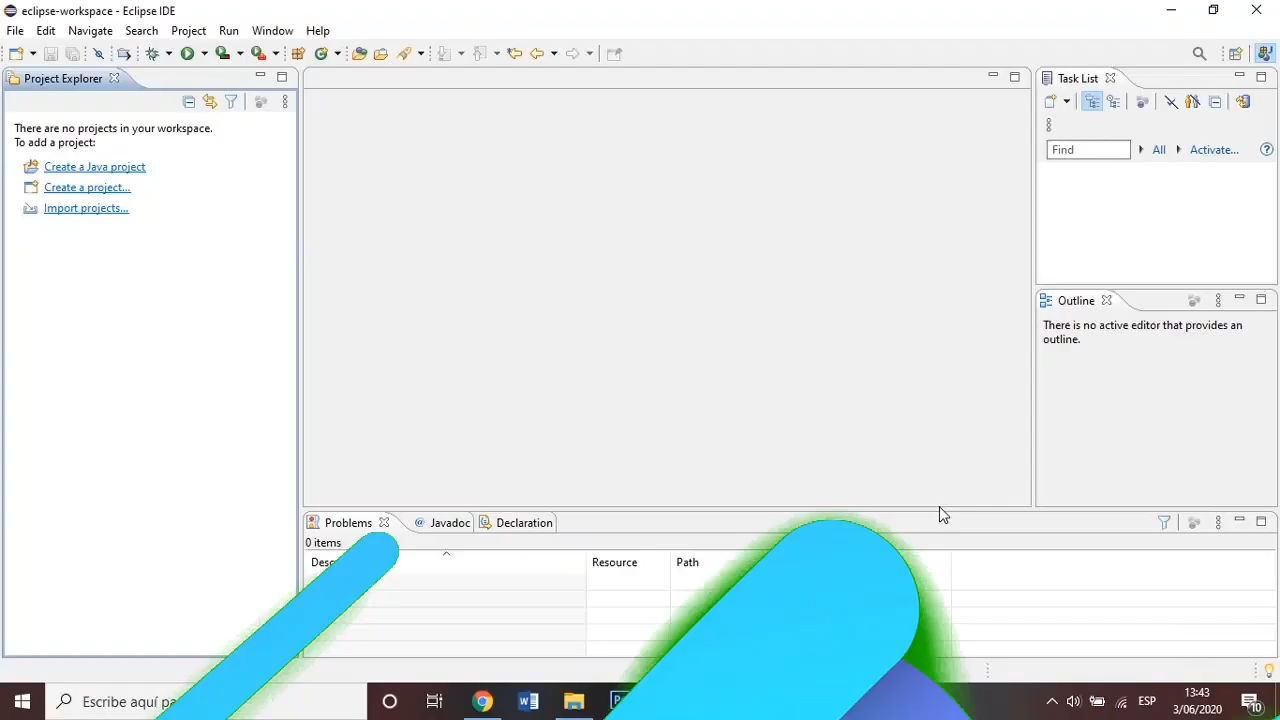 eclipse-workspace - Eclipse IDE
File Edit Navigate Search Project Run Window Help
Project Explorer
There are no projects in your workspace.
To add a project:
Create a Java project
Create a project...
Import projects...
Task List
Find All Activate...
Outline
There is no active editor that provides an
outline.
Problems @ Javadoc Declaration
0 items
Resource Path
Escribe aquí
ESP
13:43
3/06/2020
10